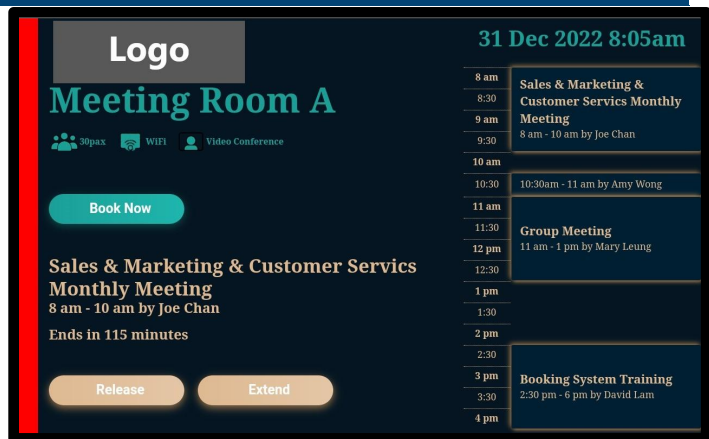 Logo
Meeting Room A
30pax WiFi Video Conference
Book Now
Sales & Marketing & Customer Servics
Monthly Meeting
8 am - 10 am by Joe Chan
Ends in 115 minutes
Release Extend
31 Dec 2022 8:05am
8 am
8:30
9 am
9:30
10 am
10:30
11 am
11:30
12 pm
12:30
1 pm
1:30
2 pm
2:30
3 pm
3:30
4 pm
Sales & Marketing &
Customer Servics Monthly
Meeting
8 am - 10 am by Joe Chan
10:30am - 11 am by Amy Wong
Group Meeting
11 am - 1 pm by Mary Leung
Booking System Training
2:30 pm - 6 pm by David Lam